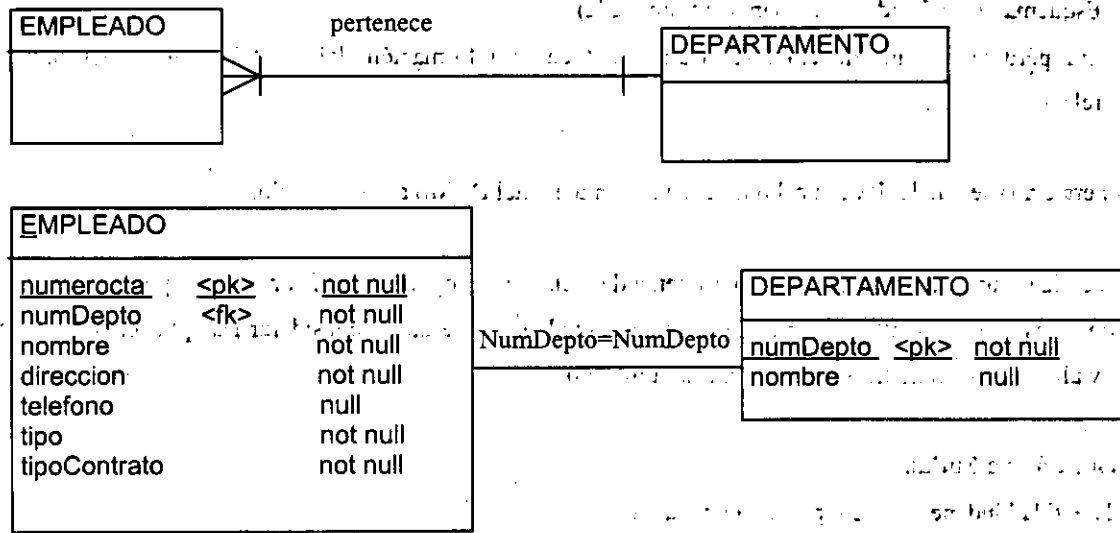 EMPLEADO
pertenece
DEPARTAMENTO
EMPLEADO
numerocta <pk> not null
numDepto <fk> not null
nombre not null
direccion not null
telefono null
tipo not null
tipoContrato not null
NumDepto=NumDepto
DEPARTAMENTO
numDepto <pk> not null
nombre null